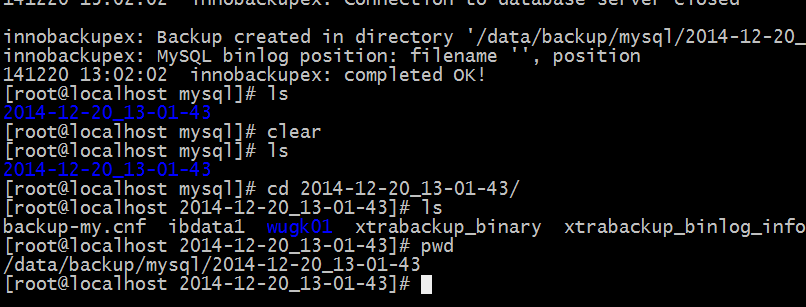 innobackupex: Connection to database server closed
innobackupex: Backup created in directory '/data/backup/mysql/2014-12-20_
innobackupex: MySQL binlog position: filename '', position
141220 13:02:02  innobackupex: completed OK!
[root@localhost mysql]# ls
2014-12-20_13-01-43
[root@localhost mysql]# clear
[root@localhost mysql]# ls
2014-12-20_13-01-43
[root@localhost mysql]# cd 2014-12-20_13-01-43/
[root@localhost 2014-12-20_13-01-43]# ls
backup-my.cnf  ibdata1  wugk01  xtrabackup_binary  xtrabackup_binlog_info
[root@localhost 2014-12-20_13-01-43]# pwd
/data/backup/mysql/2014-12-20_13-01-43
[root@localhost 2014-12-20_13-01-43]#